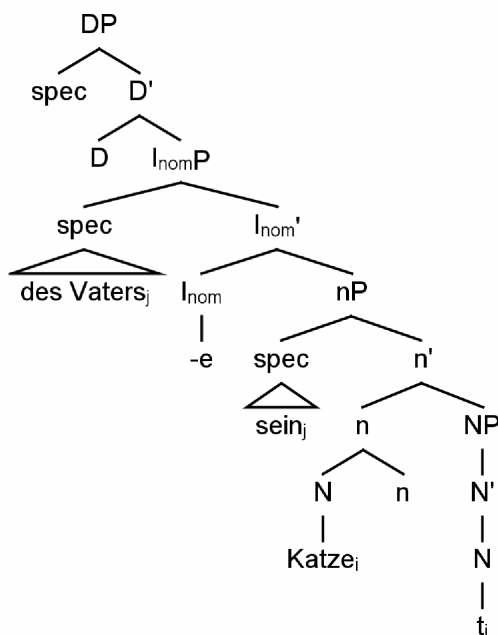 DP
spec D'
D InomP
spec Inom'
des Vatersj Inom nP
-e spec n'
seinj n NP
N n N'
Katzei N
ti